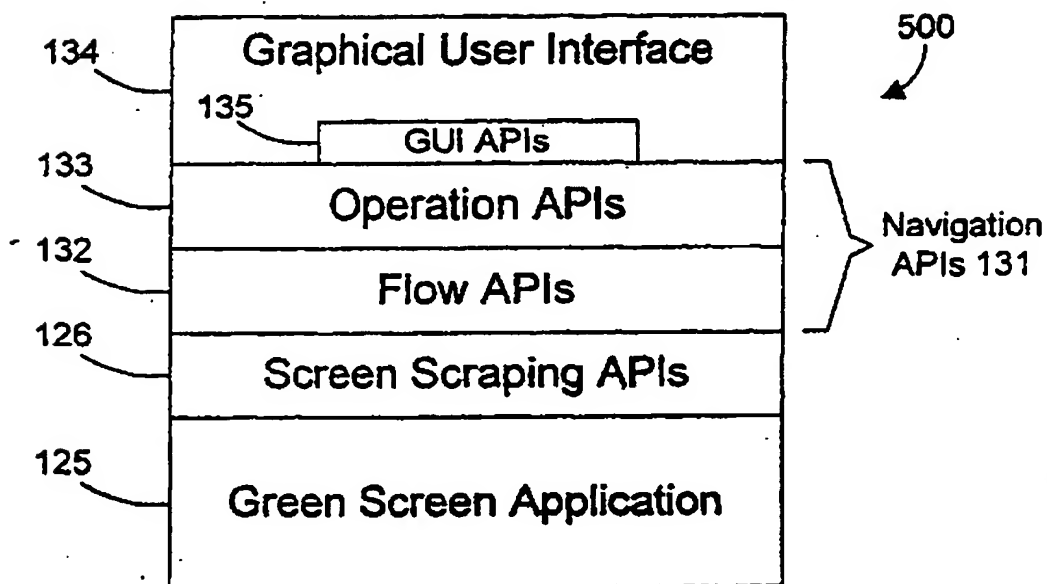 134
Graphical User Interface
500
135
GUI APIs
133
Operation APIs
Navigation
APIs 131
132
Flow APIs
126
Screen Scraping APIs
125
Green Screen Application